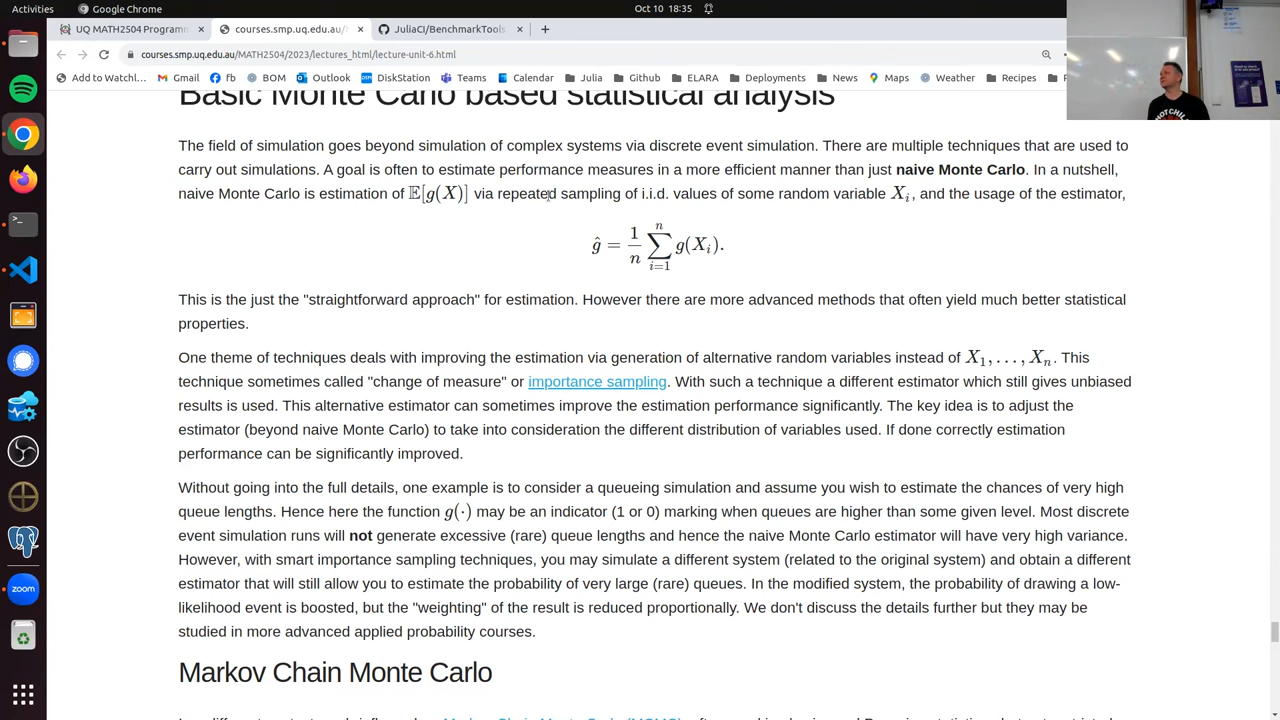 Activities Google Chrome Oct 10 18:35
UQ MATH2504 Programm courses.smp.uq.edu.au/ JuliaCI/BenchmarkTools
courses.smp.uq.edu.au/MATH2504/2023/lectures_html/lecture-unit-6.html
Add to Watchl... Gmail fb BOM Outlook DiskStation Teams Calendar Julia Github ELARA Deployments News Maps Weather Recipes
Basic Monte Carlo based statistical analysis
The field of simulation goes beyond simulation of complex systems via discrete event simulation. There are multiple techniques that are used to
carry out simulations. A goal is often to estimate performance measures in a more efficient manner than just naive Monte Carlo. In a nutshell,
naive Monte Carlo is estimation of 𝔼[g(X)] via repeated sampling of i.i.d. values of some random variable Xᵢ, and the usage of the estimator,
ĝ = 1/n ∑ᵢ₌₁ⁿ g(Xᵢ).
This is the just the "straightforward approach" for estimation. However there are more advanced methods that often yield much better statistical
properties.
One theme of techniques deals with improving the estimation via generation of alternative random variables instead of X₁, . . . , Xₙ. This
technique sometimes called "change of measure" or importance sampling. With such a technique a different estimator which still gives unbiased
results is used. This alternative estimator can sometimes improve the estimation performance significantly. The key idea is to adjust the
estimator (beyond naive Monte Carlo) to take into consideration the different distribution of variables used. If done correctly estimation
performance can be significantly improved.
Without going into the full details, one example is to consider a queueing simulation and assume you wish to estimate the chances of very high
queue lengths. Hence here the function g(·) may be an indicator (1 or 0) marking when queues are higher than some given level. Most discrete
event simulation runs will not generate excessive (rare) queue lengths and hence the naive Monte Carlo estimator will have very high variance.
However, with smart importance sampling techniques, you may simulate a different system (related to the original system) and obtain a different
estimator that will still allow you to estimate the probability of very large (rare) queues. In the modified system, the probability of drawing a low-
likelihood event is boosted, but the "weighting" of the result is reduced proportionally. We don't discuss the details further but they may be
studied in more advanced applied probability courses.
Markov Chain Monte Carlo
zoom